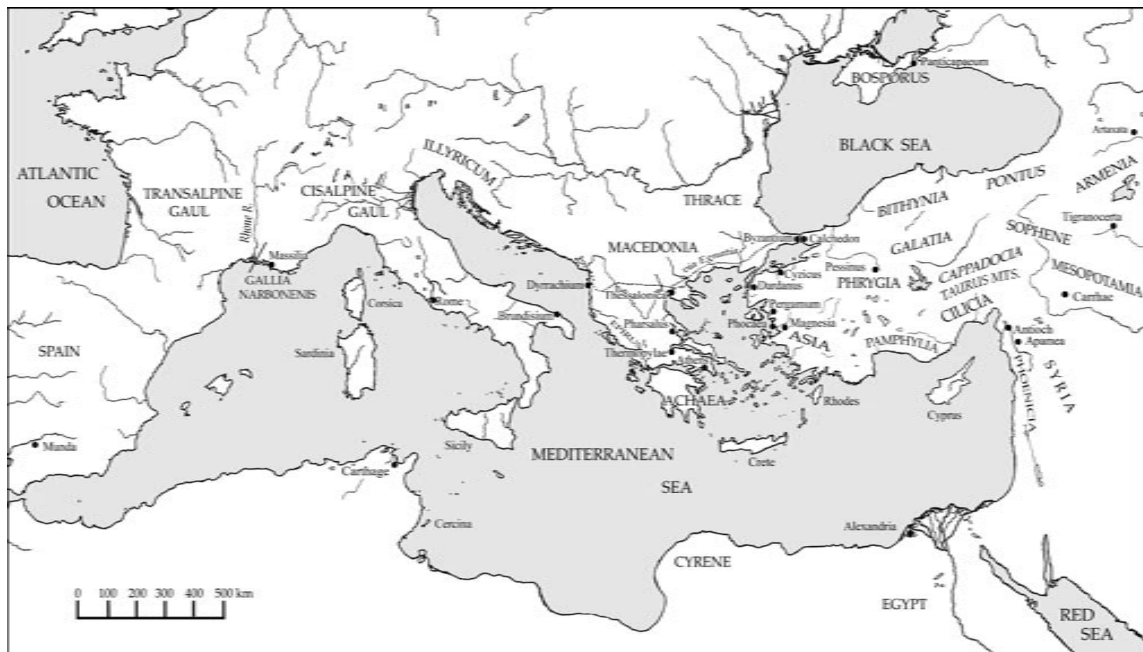 Panticapaeum
BOSPORUS
Artaxata
BLACK SEA
ATLANTIC
OCEAN
ILLYRICUM
TRANSALPINE
GAUL
CISALPINE
GAUL
Rhone R.
THRACE
PONTUS
ARMENIA
BITHYNIA
Tigranocerta
SOPHENE
MACEDONIA
Byzantium
Calchedon
GALATIA
Massilia
GALLIA
NARBONENIS
Via Egnatia
Pessinus
Cyzicus
PHRYGIA
CAPPADOCIA
TAURUS MTS.
MESOPOTAMIA
Carrhae
CILICIA
Dyrrachium
Thessalonica
Dardanus
Corsica
Rome
Brundisium
Pergamum
Pharsalus
Phocaea
Magnesia
ASIA
Antioch
Apamea
PAMPHYLIA
SPAIN
Sardinia
Thermopylae
Athens
ACHAEA
Rhodes
Cyprus
PHOENICIA
SYRIA
Munda
Sicily
MEDITERRANEAN
SEA
Carthage
Crete
Cercina
Alexandria
CYRENE
EGYPT
RED
SEA
0 100 200 300 400 500 km